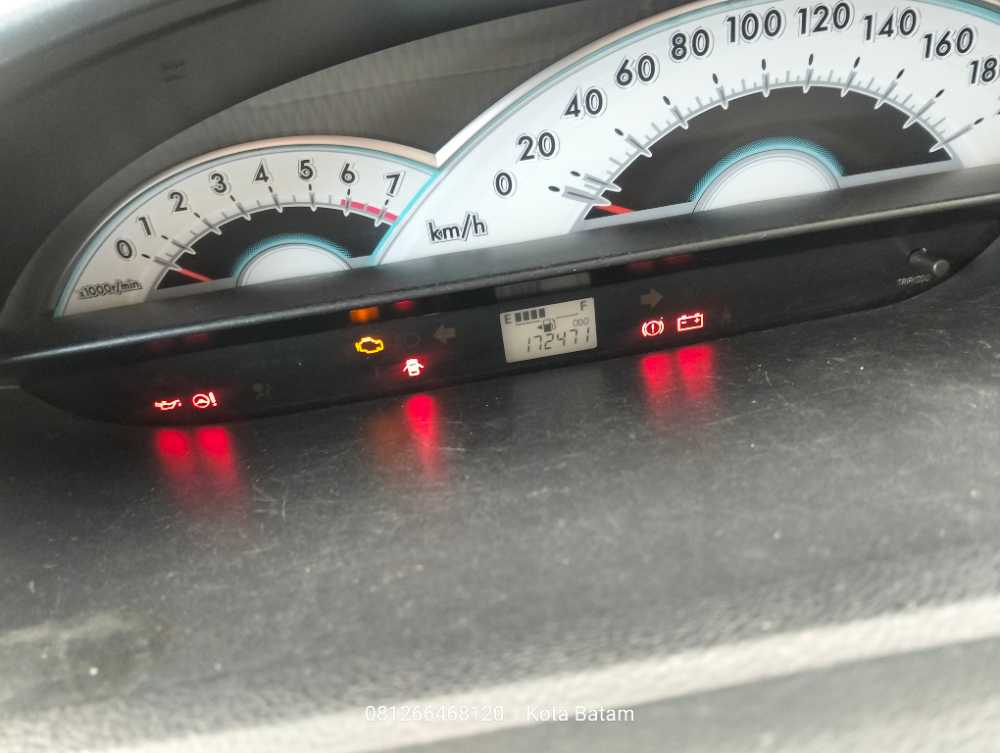 0 1 2 3 4 5 6 7
x1000r/min
0 20 40 60 80 100 120 140 160
km/h
E F
ODO
172471
081266468120 | Kota Batam